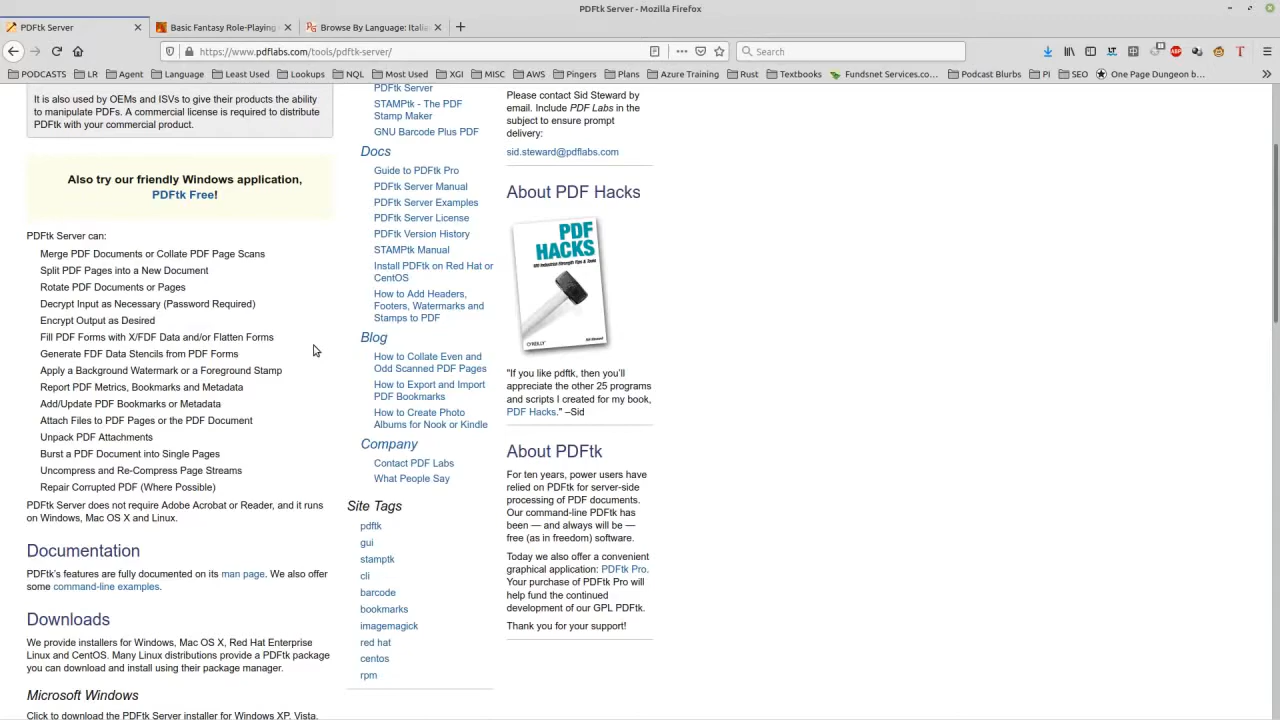 PDFtk Server - Mozilla Firefox
PDFtk Server
Basic Fantasy Role-Playing
Browse By Language: Italia
https://www.pdflabs.com/tools/pdftk-server/
Search
PODCASTS
LR
Agent
Language
Least Used
Lookups
NQL
Most Used
XGI
MISC
AWS
Pingers
Plans
Azure Training
Rust
Textbooks
Fundsnet Services.co...
Podcast Blurbs
PI
SEO
One Page Dungeon b...
It is also used by OEMs and ISVs to give their products the ability
to manipulate PDFs. A commercial license is required to distribute
PDFtk with your commercial product.
Also try our friendly Windows application,
PDFtk Free!
PDFtk Server can:
Merge PDF Documents or Collate PDF Page Scans
Split PDF Pages into a New Document
Rotate PDF Documents or Pages
Decrypt Input as Necessary (Password Required)
Encrypt Output as Desired
Fill PDF Forms with X/FDF Data and/or Flatten Forms
Generate FDF Data Stencils from PDF Forms
Apply a Background Watermark or a Foreground Stamp
Report PDF Metrics, Bookmarks and Metadata
Add/Update PDF Bookmarks or Metadata
Attach Files to PDF Pages or the PDF Document
Unpack PDF Attachments
Burst a PDF Document into Single Pages
Uncompress and Re-Compress Page Streams
Repair Corrupted PDF (Where Possible)
PDFtk Server does not require Adobe Acrobat or Reader, and it runs
on Windows, Mac OS X and Linux.
Documentation
PDFtk's features are fully documented on its man page. We also offer
some command-line examples.
Downloads
We provide installers for Windows, Mac OS X, Red Hat Enterprise
Linux and CentOS. Many Linux distributions provide a PDFtk package
you can download and install using their package manager.
Microsoft Windows
Click to download the PDFtk Server installer for Windows XP, Vista,
PDFtk Server
STAMPtk - The PDF
Stamp Maker
GNU Barcode Plus PDF
Docs
Guide to PDFtk Pro
PDFtk Server Manual
PDFtk Server Examples
PDFtk Server License
PDFtk Version History
STAMPtk Manual
Install PDFtk on Red Hat or
CentOS
How to Add Headers,
Footers, Watermarks and
Stamps to PDF
Blog
How to Collate Even and
Odd Scanned PDF Pages
How to Export and Import
PDF Bookmarks
How to Create Photo
Albums for Nook or Kindle
Company
Contact PDF Labs
What People Say
Site Tags
pdftk
gui
stamptk
cli
barcode
bookmarks
imagemagick
red hat
centos
rpm
Please contact Sid Steward by
email. Include PDF Labs in the
subject to ensure prompt
delivery:
sid.steward@pdflabs.com
About PDF Hacks
PDF
HACKS
O'REILLY
Sid Steward
"If you like pdftk, then you'll
appreciate the other 25 programs
and scripts I created for my book,
PDF Hacks." –Sid
About PDFtk
For ten years, power users have
relied on PDFtk for server-side
processing of PDF documents.
Our command-line PDFtk has
been — and always will be —
free (as in freedom) software.
Today we also offer a convenient
graphical application: PDFtk Pro.
Your purchase of PDFtk Pro will
help fund the continued
development of our GPL PDFtk.
Thank you for your support!